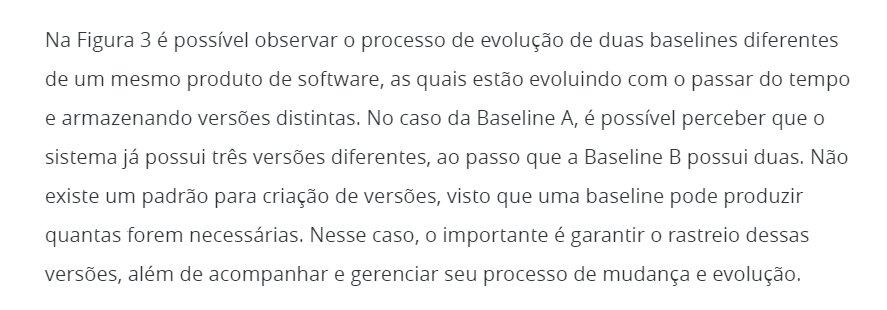 Na Figura 3 é possível observar o processo de evolução de duas baselines diferentes
de um mesmo produto de software, as quais estão evoluindo com o passar do tempo
e armazenando versões distintas. No caso da Baseline A, é possível perceber que o
sistema já possui três versões diferentes, ao passo que a Baseline B possui duas. Não
existe um padrão para criação de versões, visto que uma baseline pode produzir
quantas forem necessárias. Nesse caso, o importante é garantir o rastreio dessas
versões, além de acompanhar e gerenciar seu processo de mudança e evolução.